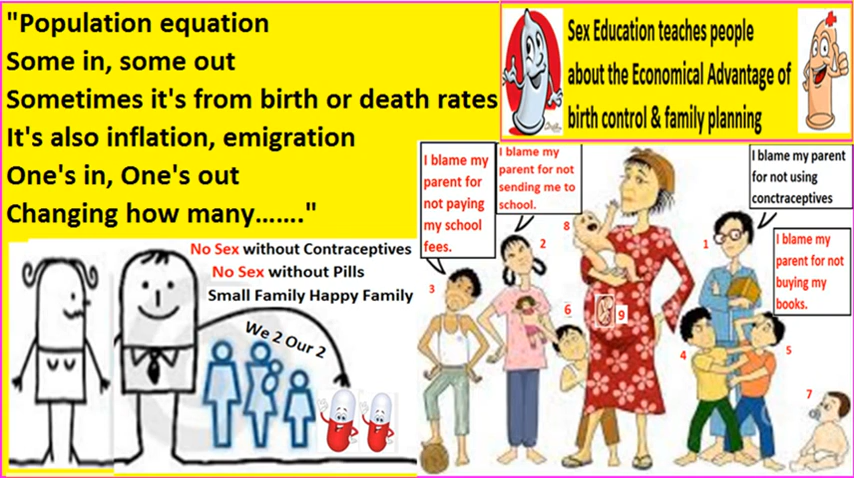 "Population equation
Some in, some out
Sometimes it's from birth or death rates
It's also inflation, emigration
One's in, One's out
Changing how many......."
Sex Education teaches people
about the Economical Advantage of
birth control & family planning
No Sex without Contraceptives
No Sex without Pills
Small Family Happy Family
We 2 Our 2
I blame my
parent for
not paying
my school
fees.
I blame my
parent for not
sending me to
school.
I blame my parent
for not using
conctraceptives
I blame my
parent for not
buying my
books.
8
2
1
3
6
9
4
5
7